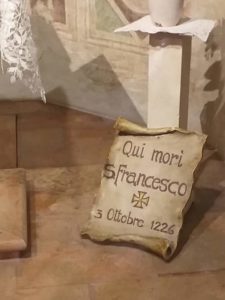 Qui mori
S francesco
3 Ottobre 1226